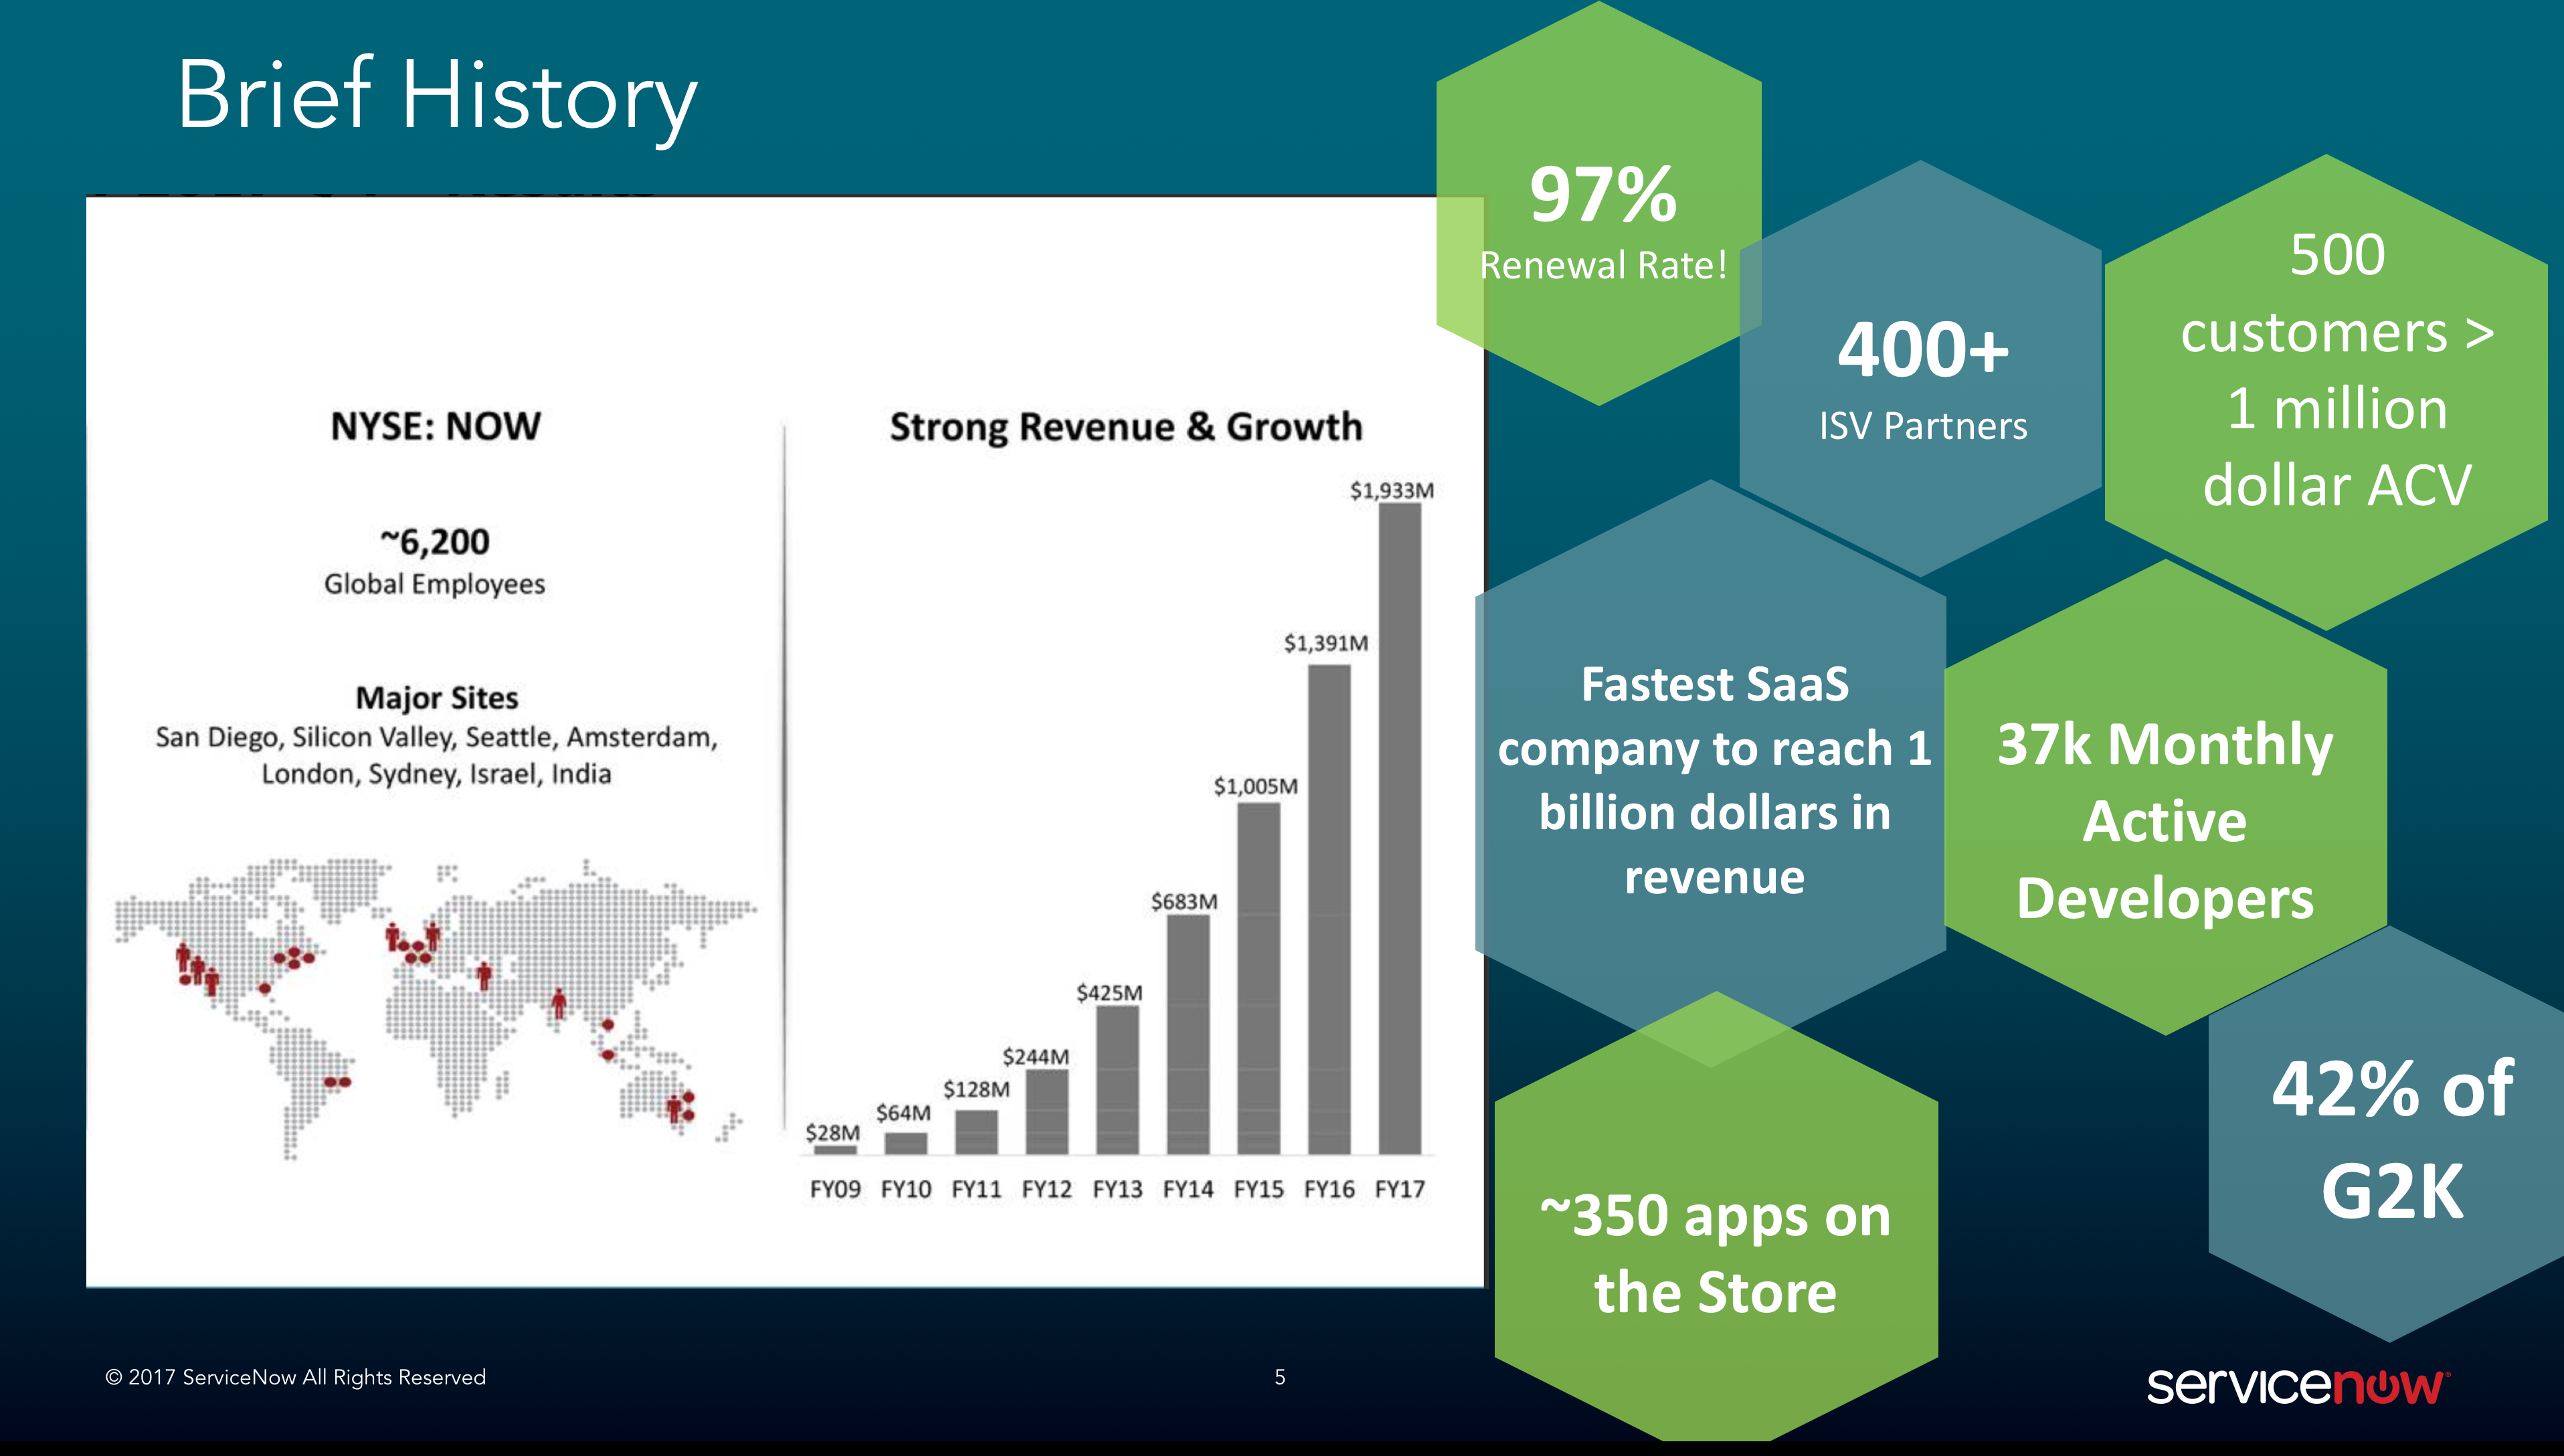 Brief History
NYSE: NOW
~6,200
Global Employees
Major Sites
San Diego, Silicon Valley, Seattle, Amsterdam,
London, Sydney, Israel, India
Strong Revenue & Growth
$28M
$64M
$128M
$244M
$425M
$683M
$1,005M
$1,391M
$1,933M
FY09 FY10 FY11 FY12 FY13 FY14 FY15 FY16 FY17
97%
Renewal Rate!
400+
ISV Partners
500
customers >
1 million
dollar ACV
Fastest SaaS
company to reach 1
billion dollars in
revenue
37k Monthly
Active
Developers
42% of
G2K
~350 apps on
the Store
© 2017 ServiceNow All Rights Reserved
5
servicenow